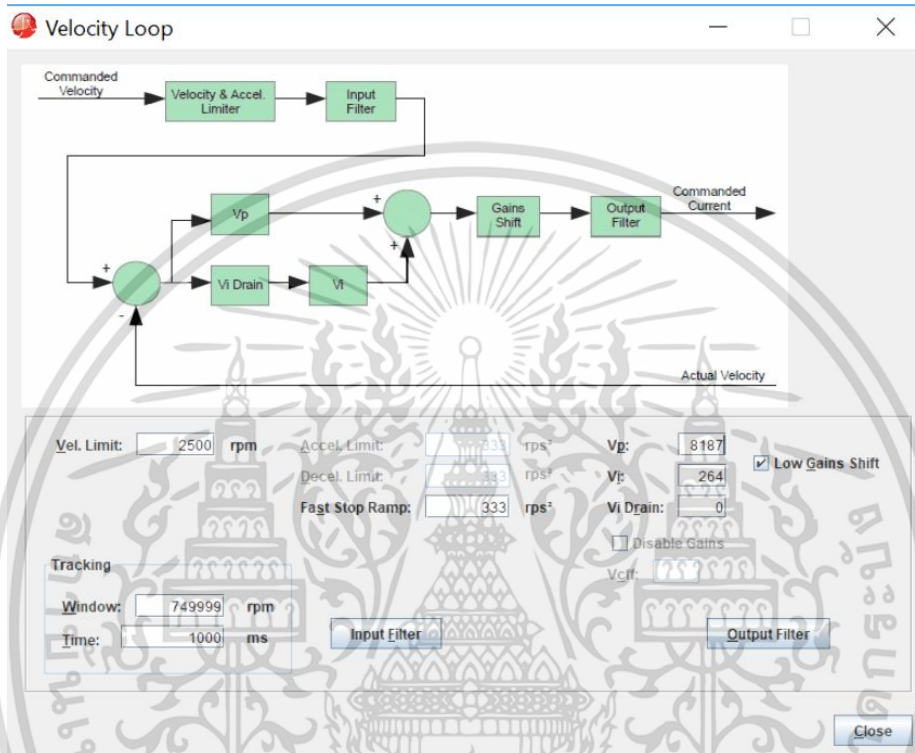 Velocity Loop
Commanded
Velocity
Velocity & Accel.
Limiter
Input
Filter
Vp
Vi Drain
Vi
+
+
+
-
Gains
Shift
Output
Filter
Commanded
Current
Actual Velocity
Vel. Limit: 2500 rpm
Accel. Limit: 333 rps²
Decel. Limit: 333 rps²
Fast Stop Ramp: 333 rps²
Vp: 8187
Vi: 264
Vi Drain: 0
Low Gains Shift
Disable Gains
Vcff:
Tracking
Window: 749999 rpm
Time: 1000 ms
Input Filter
Output Filter
Close